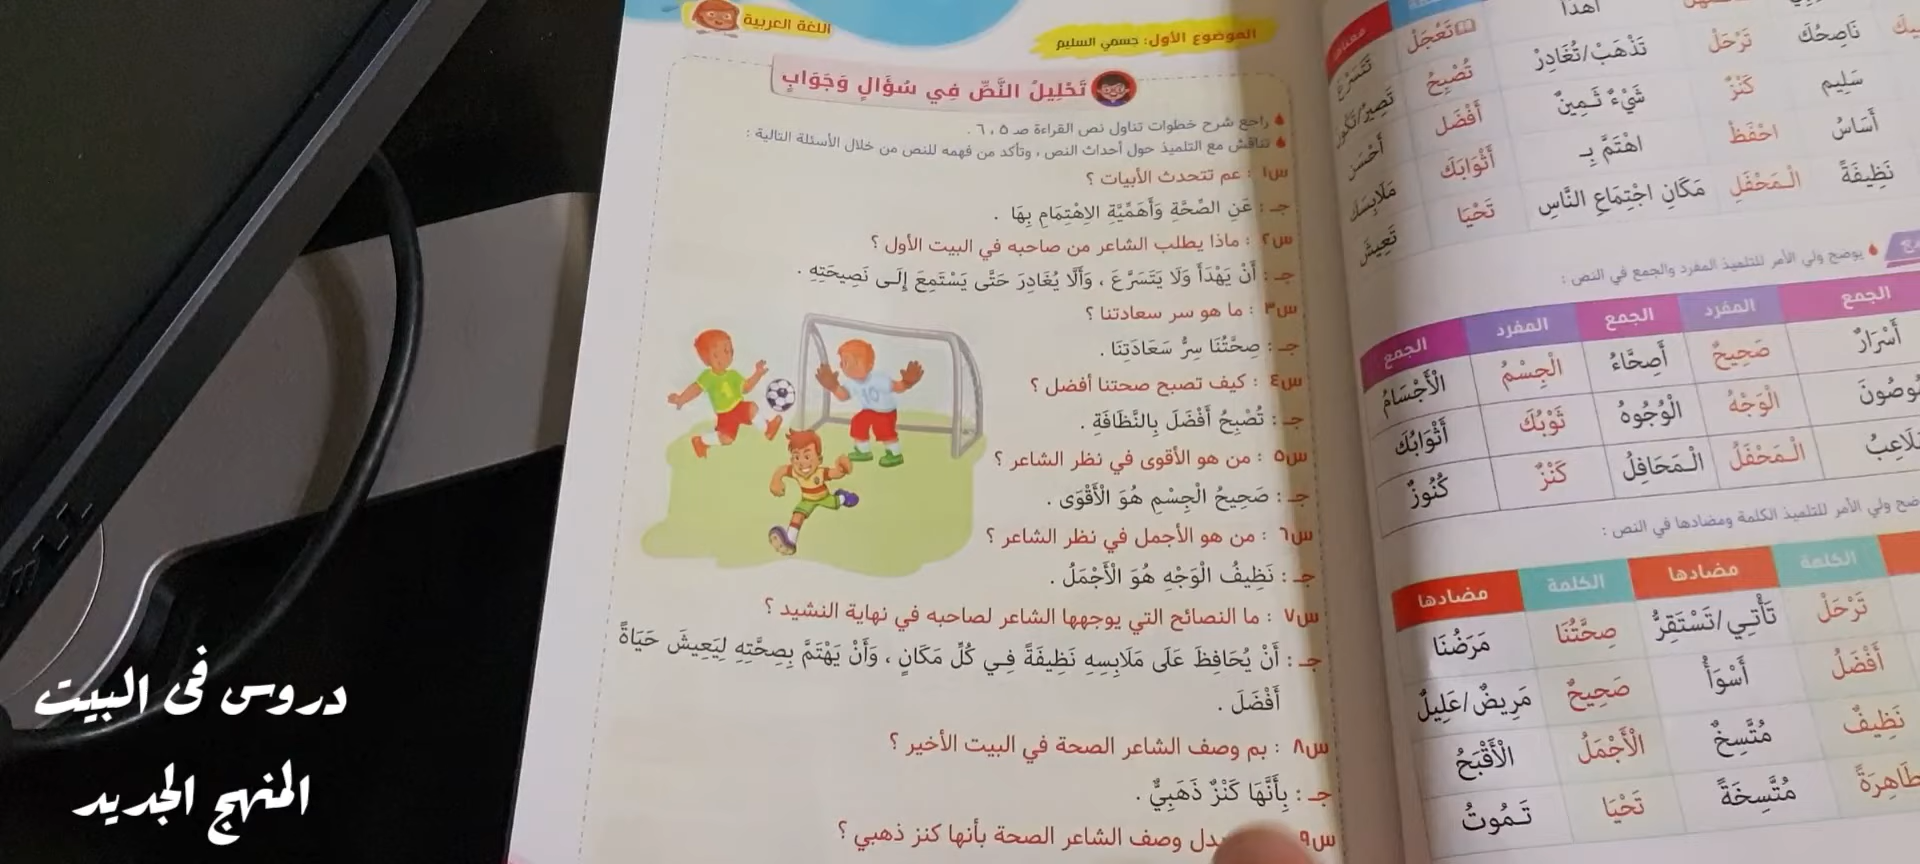 اللغة العربية
الموضوع الأول: جسمي السليم
تَحْلِيلُ النَّصِّ فِي سُؤَالٍ وَجَوَابٍ
راجع شرح خطوات تناول نص القراءة صـ ٥ ، ٦ .
تناقش مع التلميذ حول أحداث النص ، وتأكد من فهمه للنص من خلال الأسئلة التالية :
س١ : عم تتحدث الأبيات ؟
جـ : عَنِ الصِّحَّةِ وَأَهَمِّيَّةِ الِاهْتِمَامِ بِهَا .
س٢ : ماذا يطلب الشاعر من صاحبه في البيت الأول ؟
جـ : أَنْ يَهْدَأَ وَلَا يَتَسَرَّعَ ، وَأَلَّا يُغَادِرَ حَتَّى يَسْتَمِعَ إِلَى نَصِيحَتِهِ .
س٣ : ما هو سر سعادتنا ؟
جـ : صِحَّتُنَا سِرُّ سَعَادَتِنَا .
س٤ : كيف تصبح صحتنا أفضل ؟
جـ : تُصْبِحُ أَفْضَلَ بِالنَّظَافَةِ .
س٥ : من هو الأقوى في نظر الشاعر ؟
جـ : صَحِيحُ الْجِسْمِ هُوَ الْأَقْوَى .
س٦ : من هو الأجمل في نظر الشاعر ؟
جـ : نَظِيفُ الْوَجْهِ هُوَ الْأَجْمَلُ .
س٧ : ما النصائح التي يوجهها الشاعر لصاحبه في نهاية النشيد ؟
جـ : أَنْ يُحَافِظَ عَلَى مَلَابِسِهِ نَظِيفَةً فِي كُلِّ مَكَانٍ ، وَأَنْ يَهْتَمَّ بِصِحَّتِهِ لِيَعِيشَ حَيَاةً
أَفْضَلَ .
س٨ : بم وصف الشاعر الصحة في البيت الأخير ؟
جـ : بِأَنَّهَا كَنْزٌ ذَهَبِيٌّ .
س٩ وصف الشاعر الصحة بأنها كنز ذهبي ؟
اهدأ تَعْجَلْ
نَاصِحُكَ تَرْحَلْ تَذْهَبْ/تُغَادِرْ تُصْبِحُ
سَلِيم كَنْزٌ شَيْءٌ ثَمِينٌ أَفْضَل أَحْسَن
أَسَاسُ احْفَظْ اهْتَمَّ بِـ أَثْوَابَكَ مَلَابِسَك
نَظِيفَةً الْمَحْفَلِ مَكَانِ اجْتِمَاعِ النَّاسِ تَحْيَا تَعِيشَ
يوضح ولي الأمر للتلميذ المفرد والجمع في النص :
الجمع المفرد الجمع المفرد الجمع
أَسْرَارٌ صَحِيحٌ أَصِحَّاءُ الْجِسْمُ الْأَجْسَامُ
الْوَجْهُ الْوُجُوهُ ثَوْبُكَ أَثْوَابُكَ
الْمَحْفَلُ الْمَحَافِلُ كَنْزٌ كُنُوزٌ
ولي الأمر للتلميذ الكلمة ومضادها في النص :
الكلمة مضادها الكلمة مضادها
تَرْحَلْ تَأْتِي/تَسْتَقِرُّ صِحَّتُنَا مَرَضُنَا
أَفْضَلُ أَسْوَأُ صَحِيحٌ مَرِيضٌ/عَلِيلٌ
نَظِيفٌ مُتَّسِخٌ الْأَجْمَلُ الْأَقْبَحُ
طَاهِرَةً مُتَّسِخَةً تَحْيَا تَمُوتُ
دروس فى البيت
المنهج الجديد